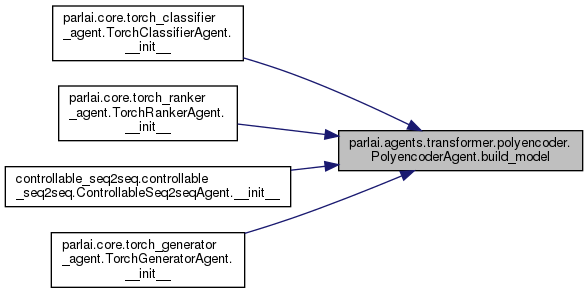 parlai.core.torch_classifier
_agent.TorchClassifierAgent.
__init__
parlai.core.torch_ranker
_agent.TorchRankerAgent.
__init__
controllable_seq2seq.controllable
_seq2seq.ControllableSeq2seqAgent.__init__
parlai.core.torch_generator
_agent.TorchGeneratorAgent.
__init__
parlai.agents.transformer.polyencoder.
PolyencoderAgent.build_model